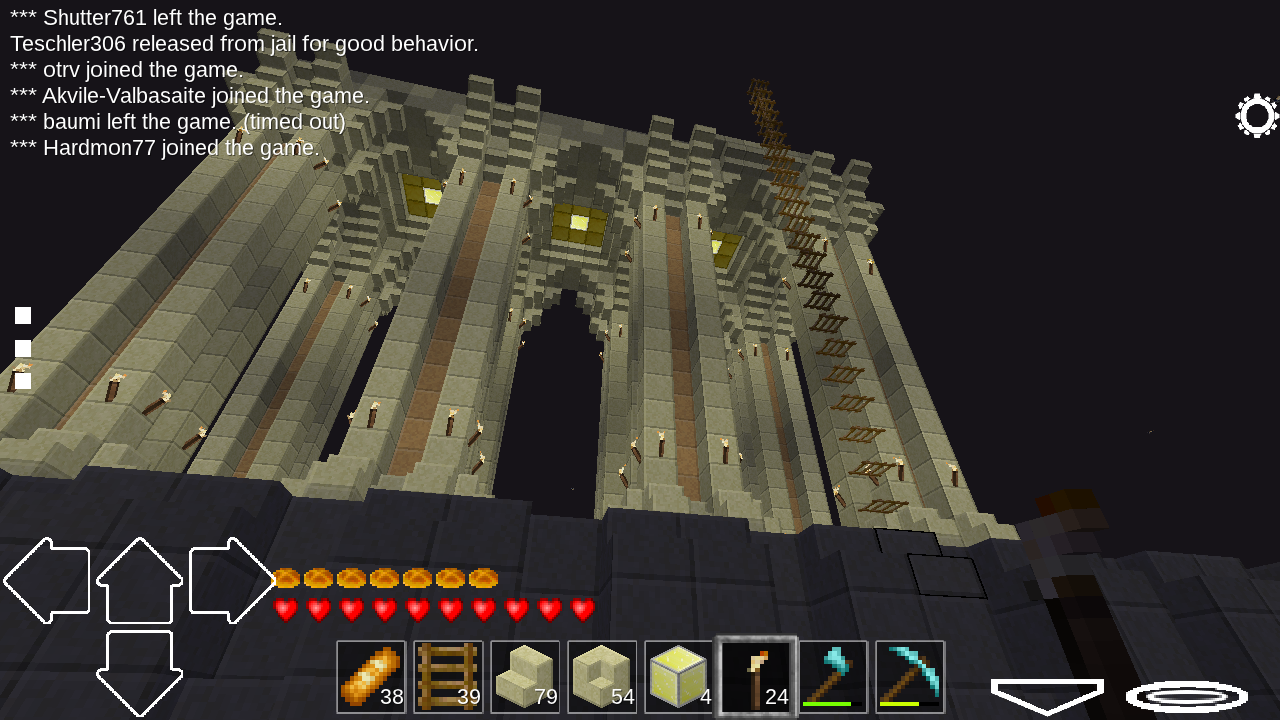 *** Shutter761 left the game.
Teschler306 released from jail for good behavior.
*** otrv joined the game.
*** Akvile-Valbasaite joined the game.
*** baumi left the game. (timed out)
*** Hardmon77 joined the game.
38 39 79 54 4 24